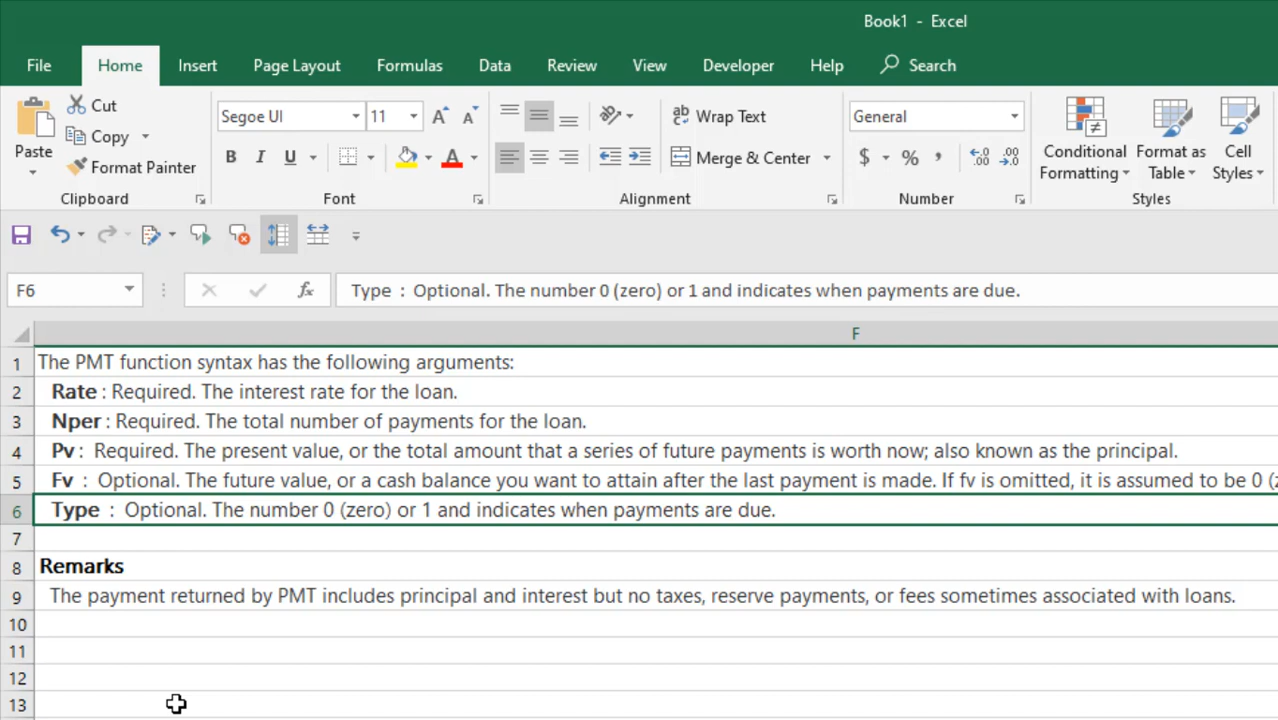 Book1 - Excel
File Home Insert Page Layout Formulas Data Review View Developer Help Search
Paste
Cut
Copy
Format Painter
Clipboard
Segoe UI 11
B I U A
Font
ab Wrap Text
Merge & Center
Alignment
General
$ % , .00 .00
Number
Conditional Formatting
Format as Table
Cell Styles
Styles
F6 fx Type : Optional. The number 0 (zero) or 1 and indicates when payments are due.
F
1 The PMT function syntax has the following arguments:
2 Rate : Required. The interest rate for the loan.
3 Nper : Required. The total number of payments for the loan.
4 Pv : Required. The present value, or the total amount that a series of future payments is worth now; also known as the principal.
5 Fv : Optional. The future value, or a cash balance you want to attain after the last payment is made. If fv is omitted, it is assumed to be 0 (z
6 Type : Optional. The number 0 (zero) or 1 and indicates when payments are due.
7
8 Remarks
9 The payment returned by PMT includes principal and interest but no taxes, reserve payments, or fees sometimes associated with loans.
10
11
12
13